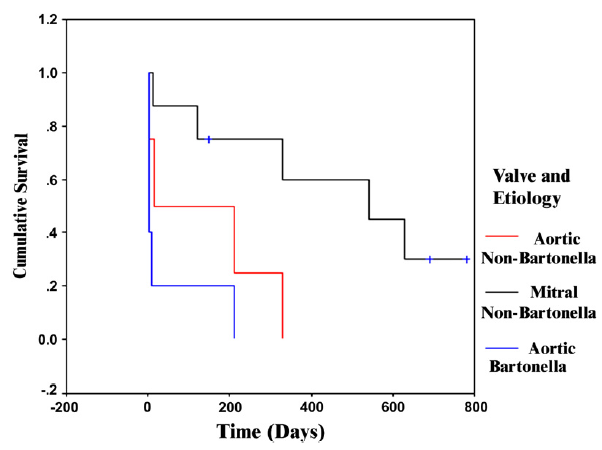 1.2
1.0
.8
.6
.4
.2
0.0
-.2
-200
0
200
400
600
800
Cumulative Survival
Time (Days)
Valve and
Etiology
Aortic
Non-Bartonella
Mitral
Non-Bartonella
Aortic
Bartonella